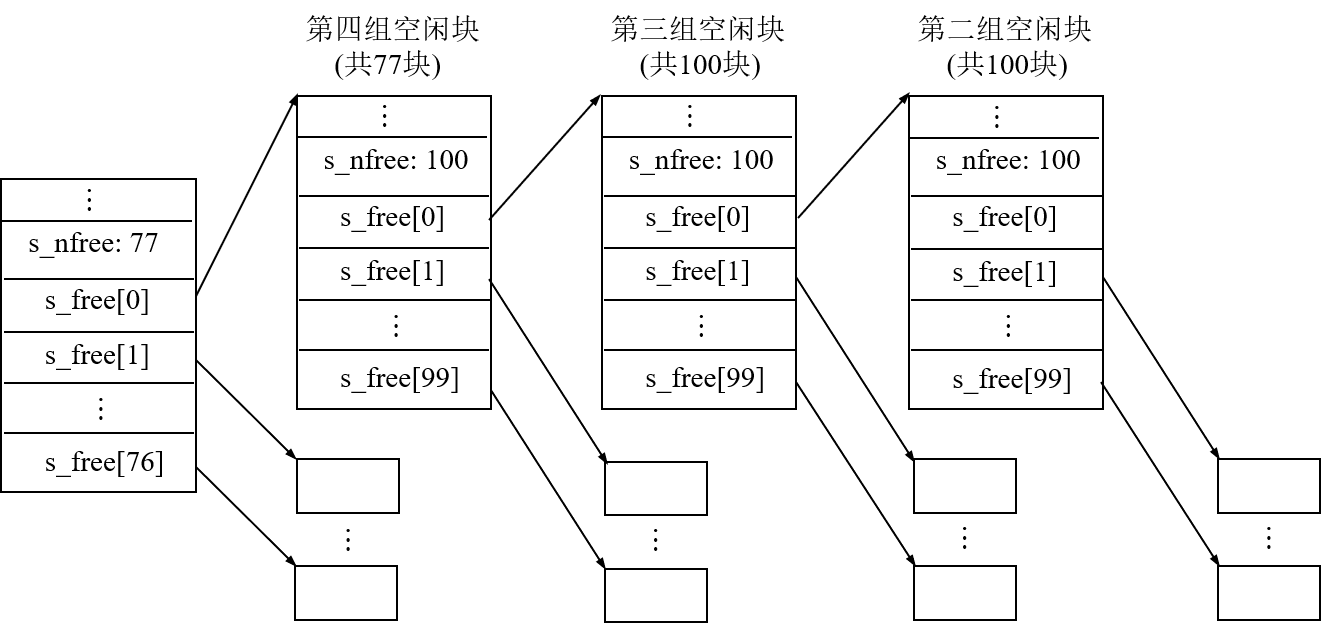 第四组空闲块
(共77块)
第三组空闲块
(共100块)
第二组空闲块
(共100块)
⋮
s_nfree: 77
s_free[0]
s_free[1]
⋮
s_free[76]
⋮
s_nfree: 100
s_free[0]
s_free[1]
⋮
s_free[99]
⋮
⋮
s_nfree: 100
s_free[0]
s_free[1]
⋮
s_free[99]
⋮
⋮
s_nfree: 100
s_free[0]
s_free[1]
⋮
s_free[99]
⋮
⋮